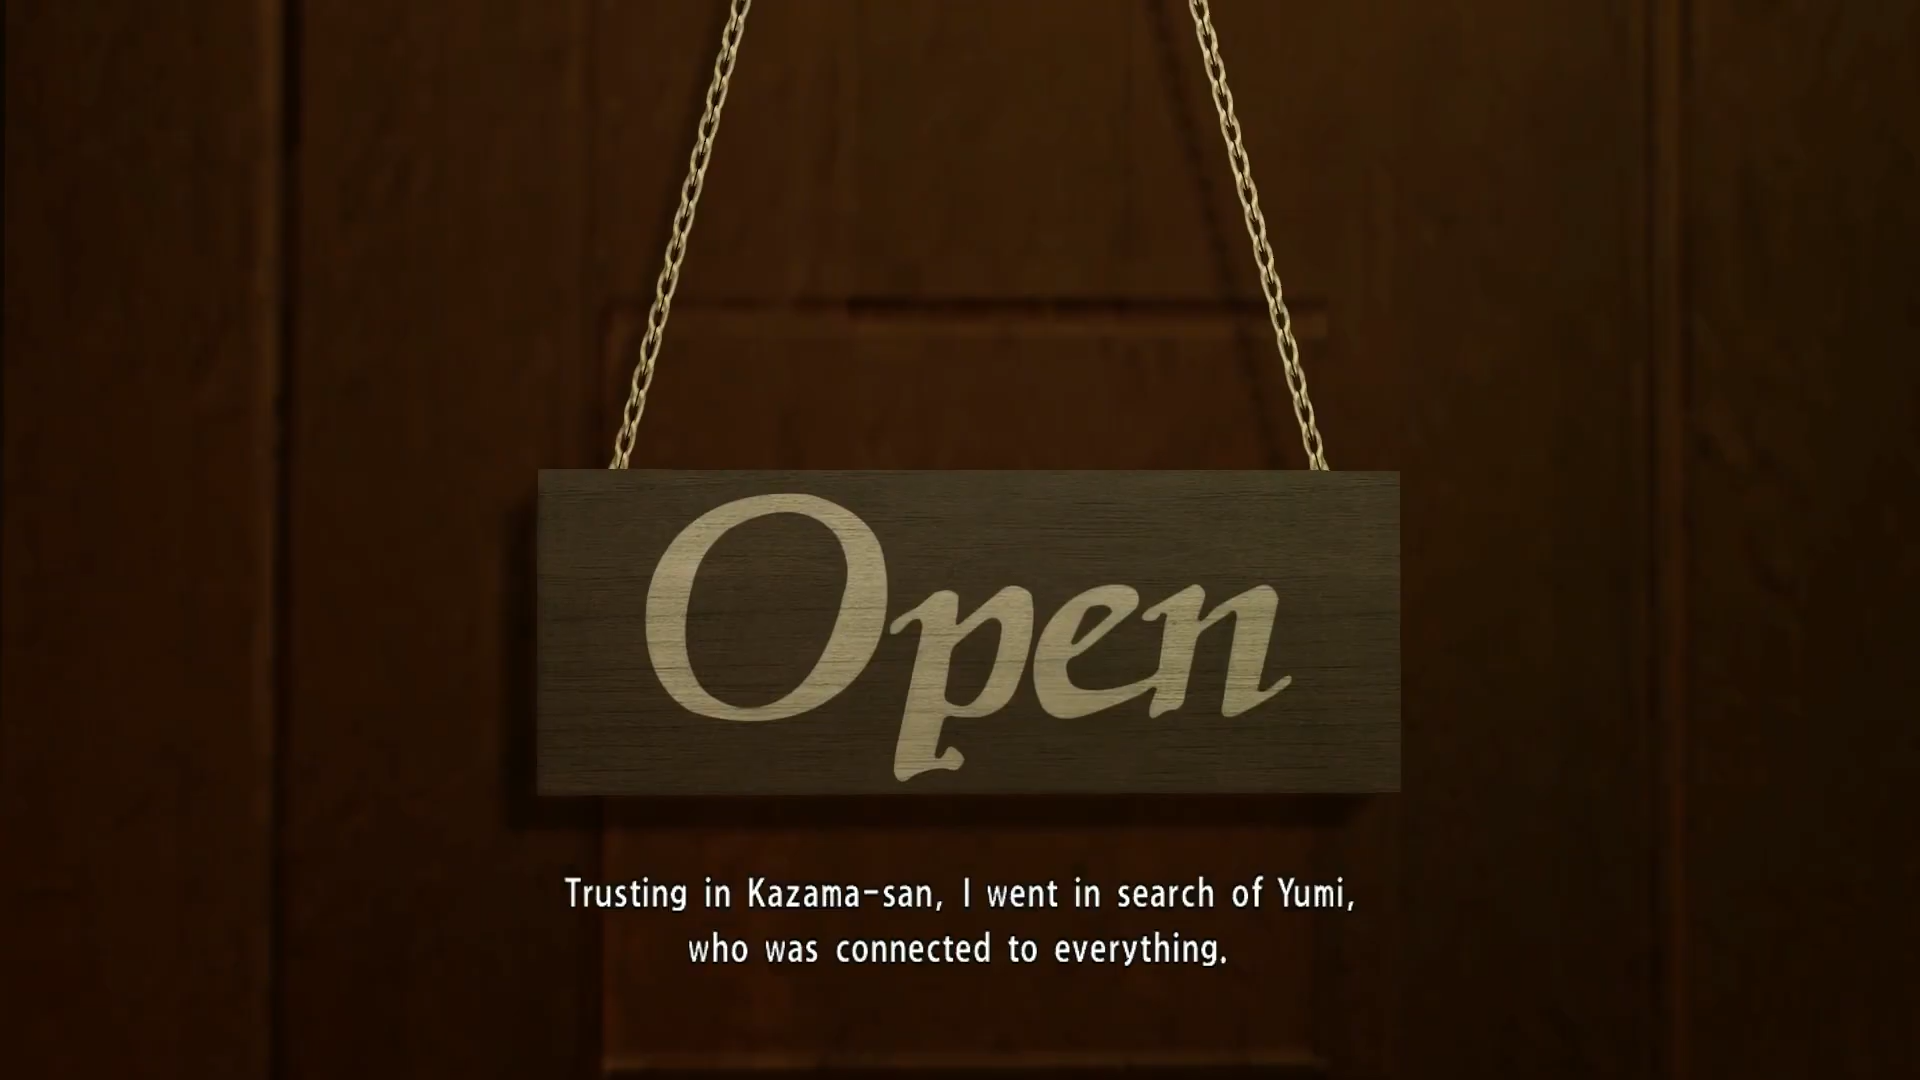 Open
Trusting in Kazama-san, I went in search of Yumi,
who was connected to everything.